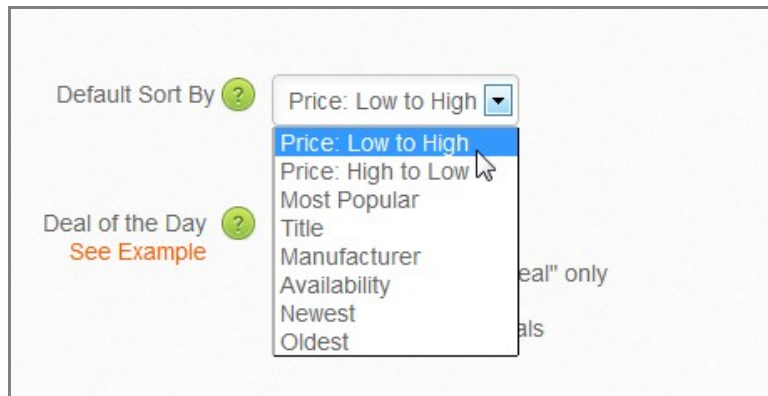 Default Sort By ?
Price: Low to High
Price: Low to High
Price: High to Low
Most Popular
Deal of the Day ?
Title
See Example
Manufacturer
Availability
eal" only
Newest
als
Oldest